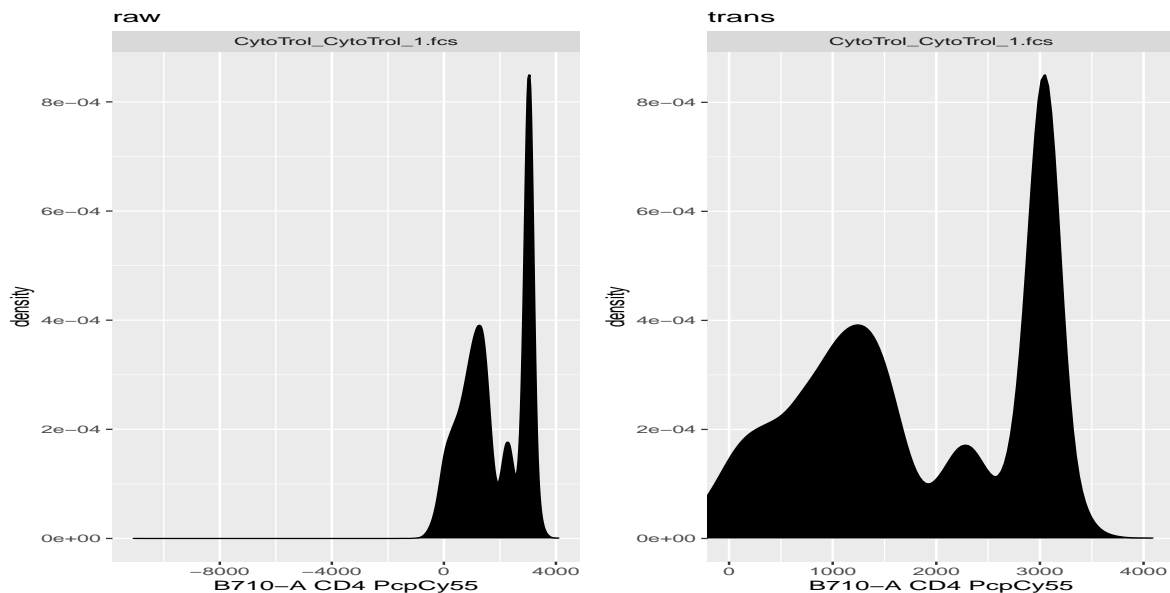 raw
CytoTrol_CytoTrol_1.fcs
8e−04
6e−04
4e−04
2e−04
0e+00
density
−8000
−4000
0
4000
B710−A CD4 PcpCy55
trans
CytoTrol_CytoTrol_1.fcs
8e−04
6e−04
4e−04
2e−04
0e+00
density
0
1000
2000
3000
4000
B710−A CD4 PcpCy55